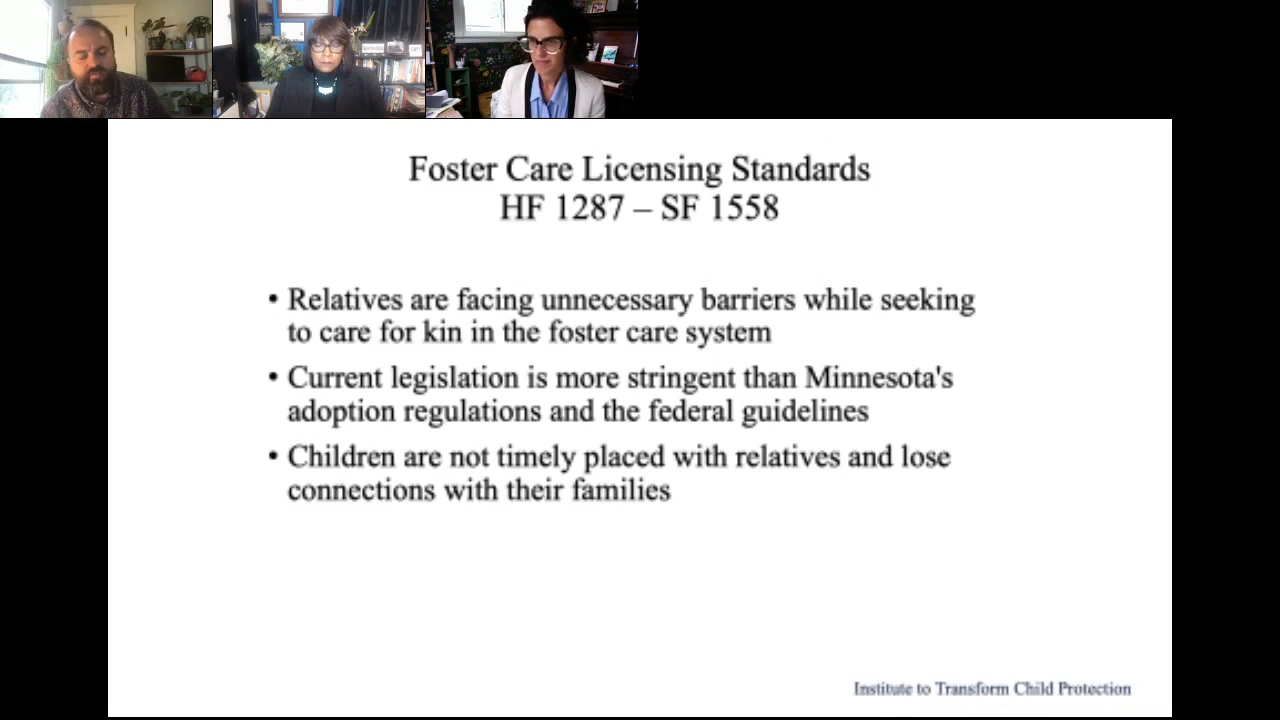 Foster Care Licensing Standards
HF 1287 – SF 1558
• Relatives are facing unnecessary barriers while seeking
to care for kin in the foster care system
• Current legislation is more stringent than Minnesota's
adoption regulations and the federal guidelines
• Children are not timely placed with relatives and lose
connections with their families
Institute to Transform Child Protection